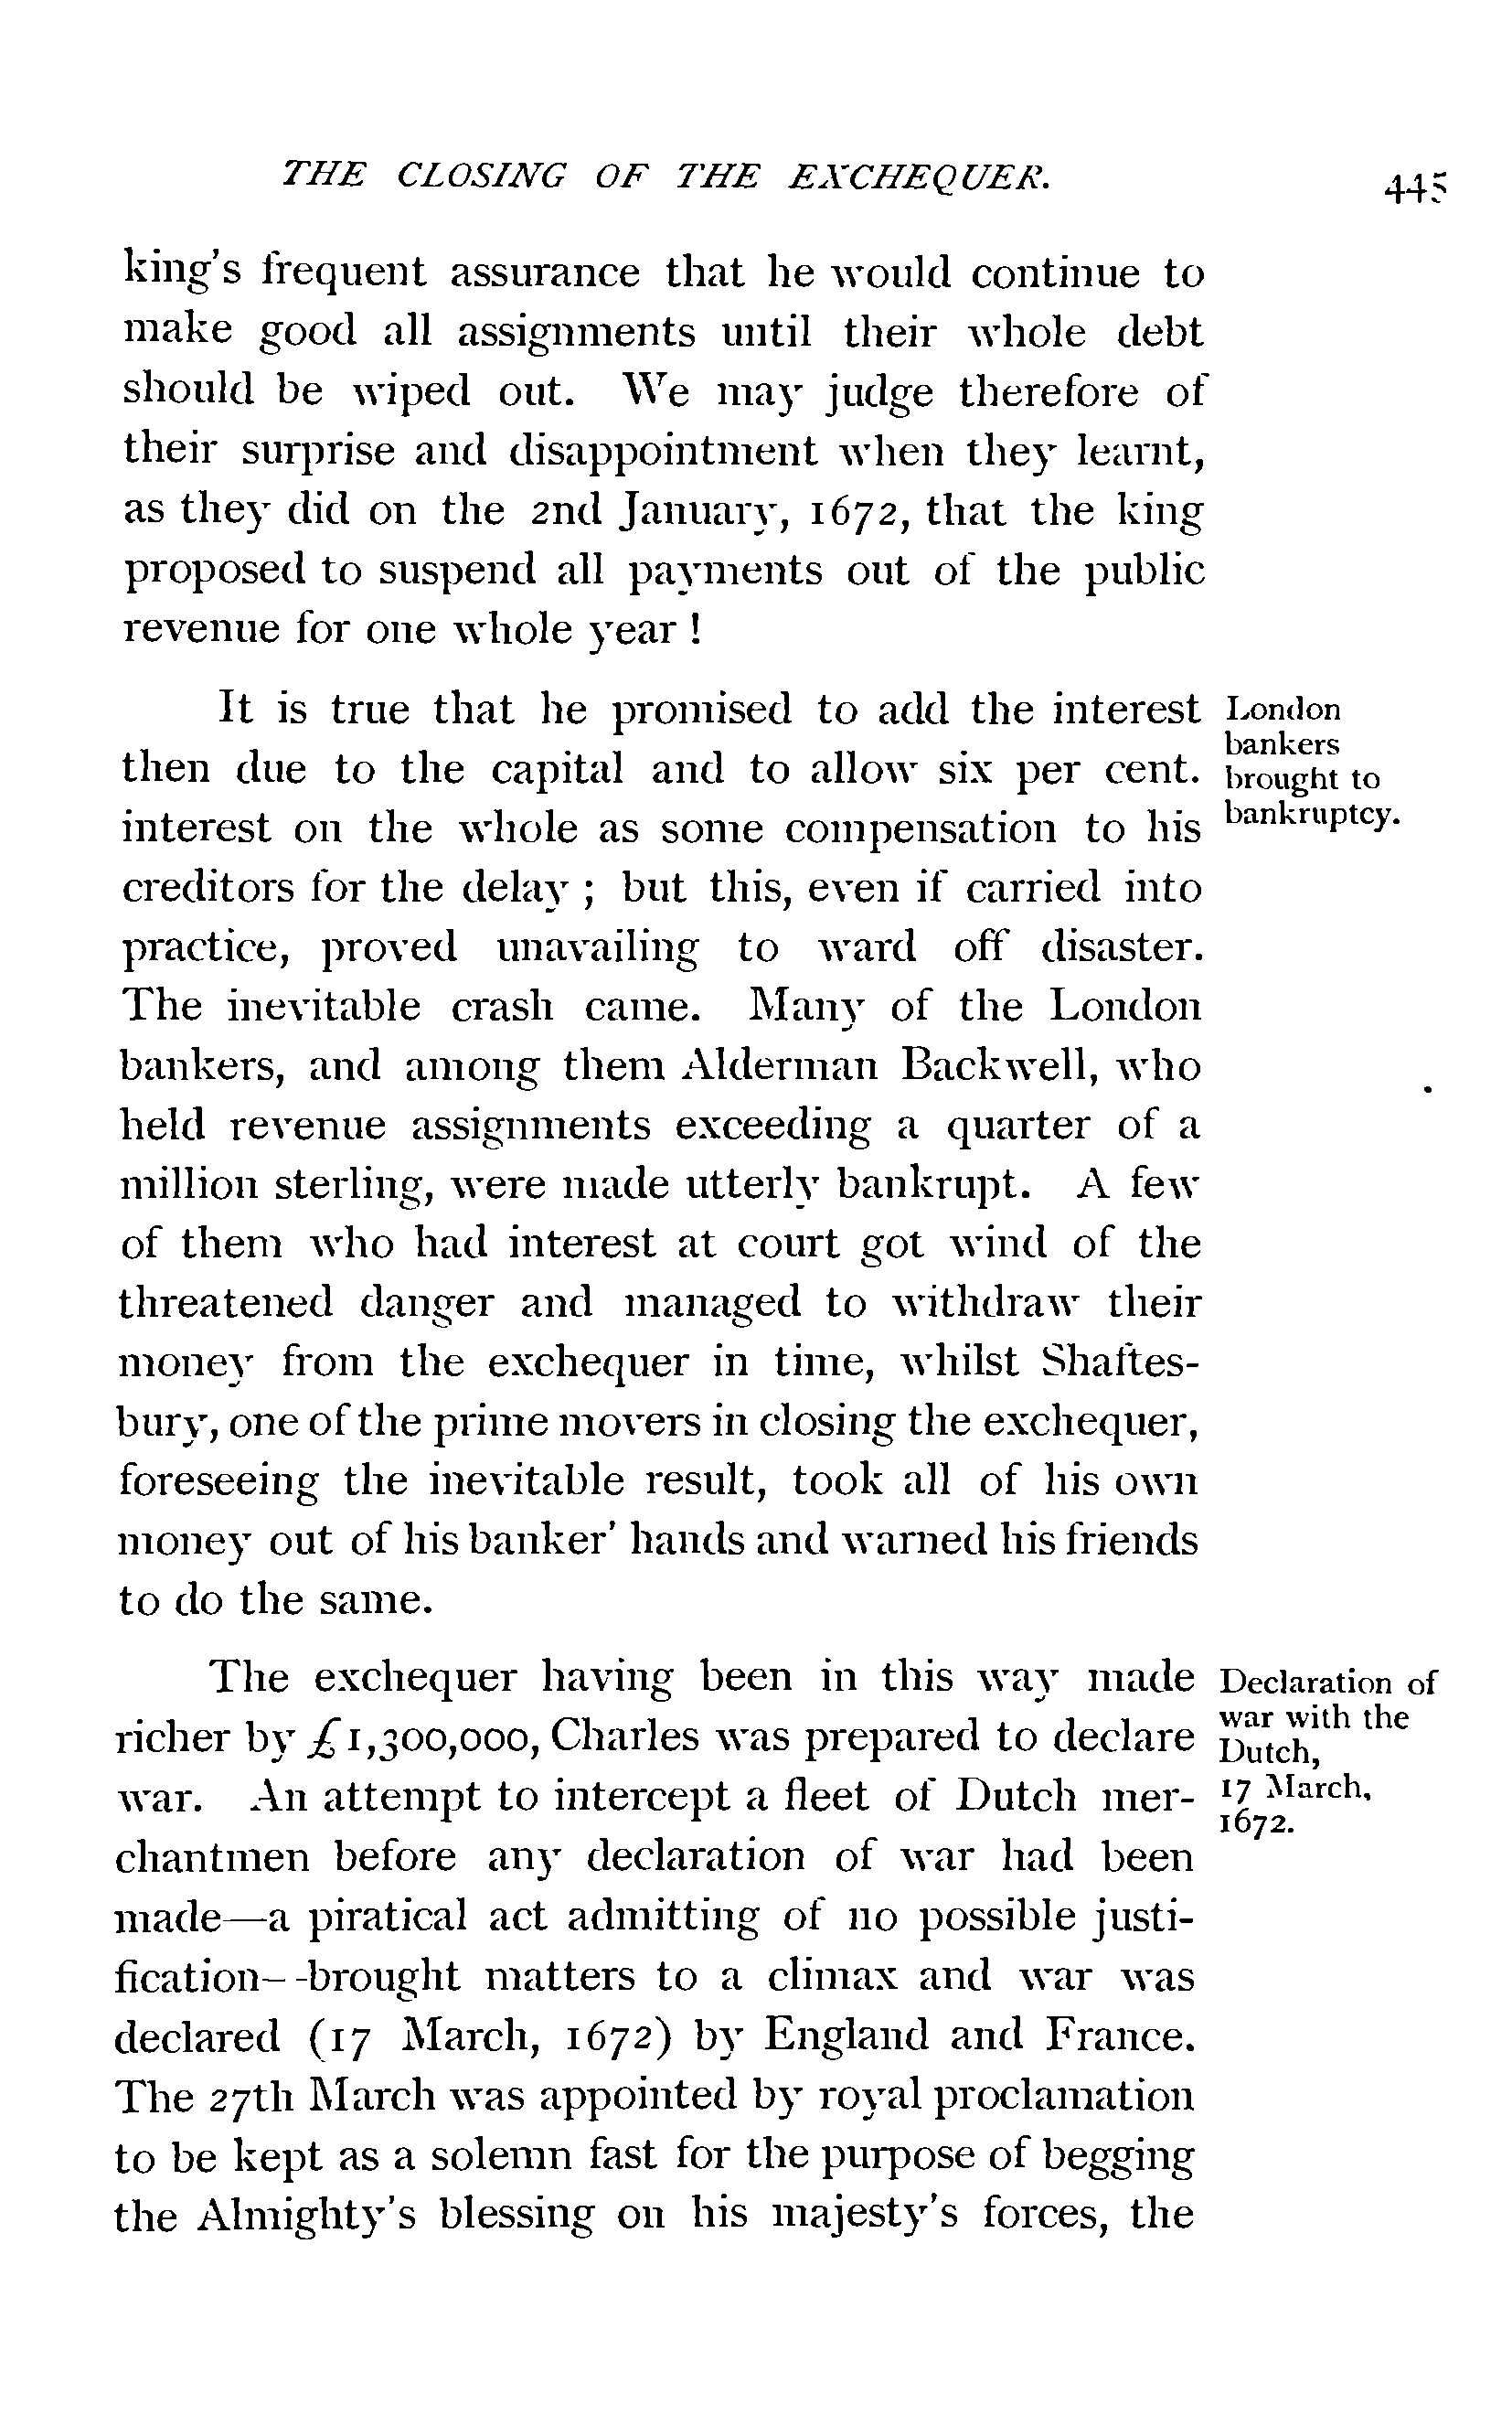 THE CLOSING OF THE EXCHEQUER. 445
king's frequent assurance that he would continue to
make good all assignments until their whole debt
should be wiped out. We may judge therefore of
their surprise and disappointment when they learnt,
as they did on the 2nd January, 1672, that the king
proposed to suspend all payments out of the public
revenue for one whole year !
London
bankers
brought to
bankruptcy.
It is true that he promised to add the interest
then due to the capital and to allow six per cent.
interest on the whole as some compensation to his
creditors for the delay ; but this, even if carried into
practice, proved unavailing to ward off disaster.
The inevitable crash came. Many of the London
bankers, and among them Alderman Backwell, who
held revenue assignments exceeding a quarter of a
million sterling, were made utterly bankrupt. A few
of them who had interest at court got wind of the
threatened danger and managed to withdraw their
money from the exchequer in time, whilst Shaftes-
bury, one of the prime movers in closing the exchequer,
foreseeing the inevitable result, took all of his own
money out of his banker' hands and warned his friends
to do the same.
Declaration of
war with the
Dutch,
17 March,
1672.
The exchequer having been in this way made
richer by £1,300,000, Charles was prepared to declare
war. An attempt to intercept a fleet of Dutch mer-
chantmen before any declaration of war had been
made—a piratical act admitting of no possible justi-
fication--brought matters to a climax and war was
declared (17 March, 1672) by England and France.
The 27th March was appointed by royal proclamation
to be kept as a solemn fast for the purpose of begging
the Almighty's blessing on his majesty's forces, the